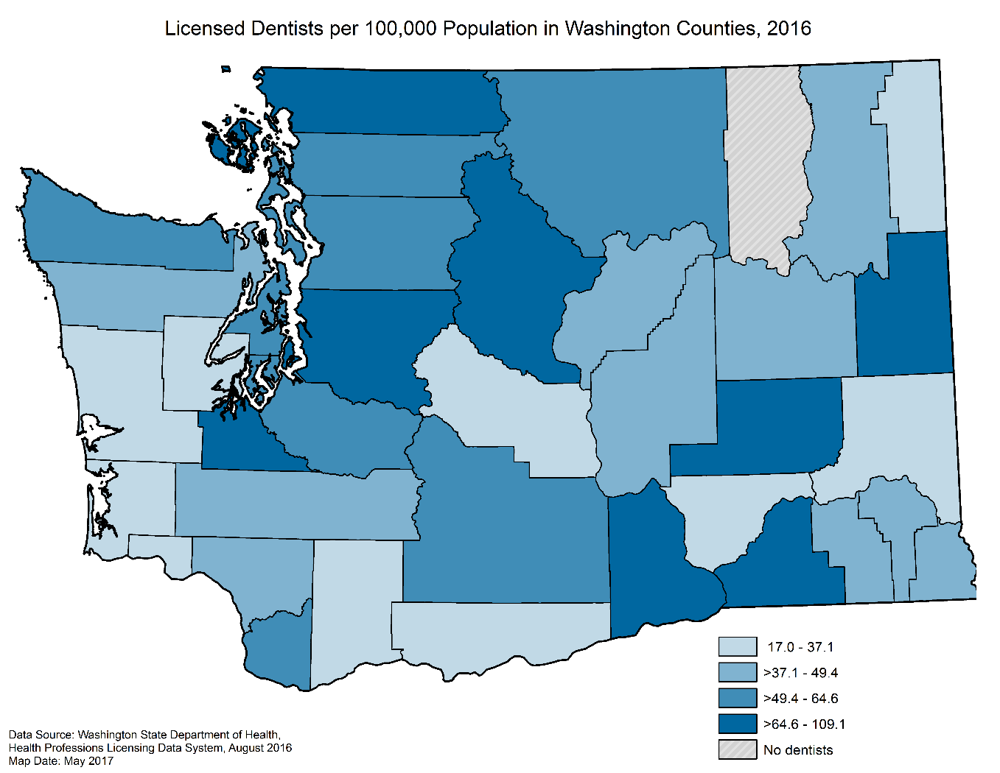 Licensed Dentists per 100,000 Population in Washington Counties, 2016
17.0 - 37.1
>37.1 - 49.4
>49.4 - 64.6
>64.6 - 109.1
No dentists
Data Source: Washington State Department of Health,
Health Professions Licensing Data System, August 2016
Map Date: May 2017